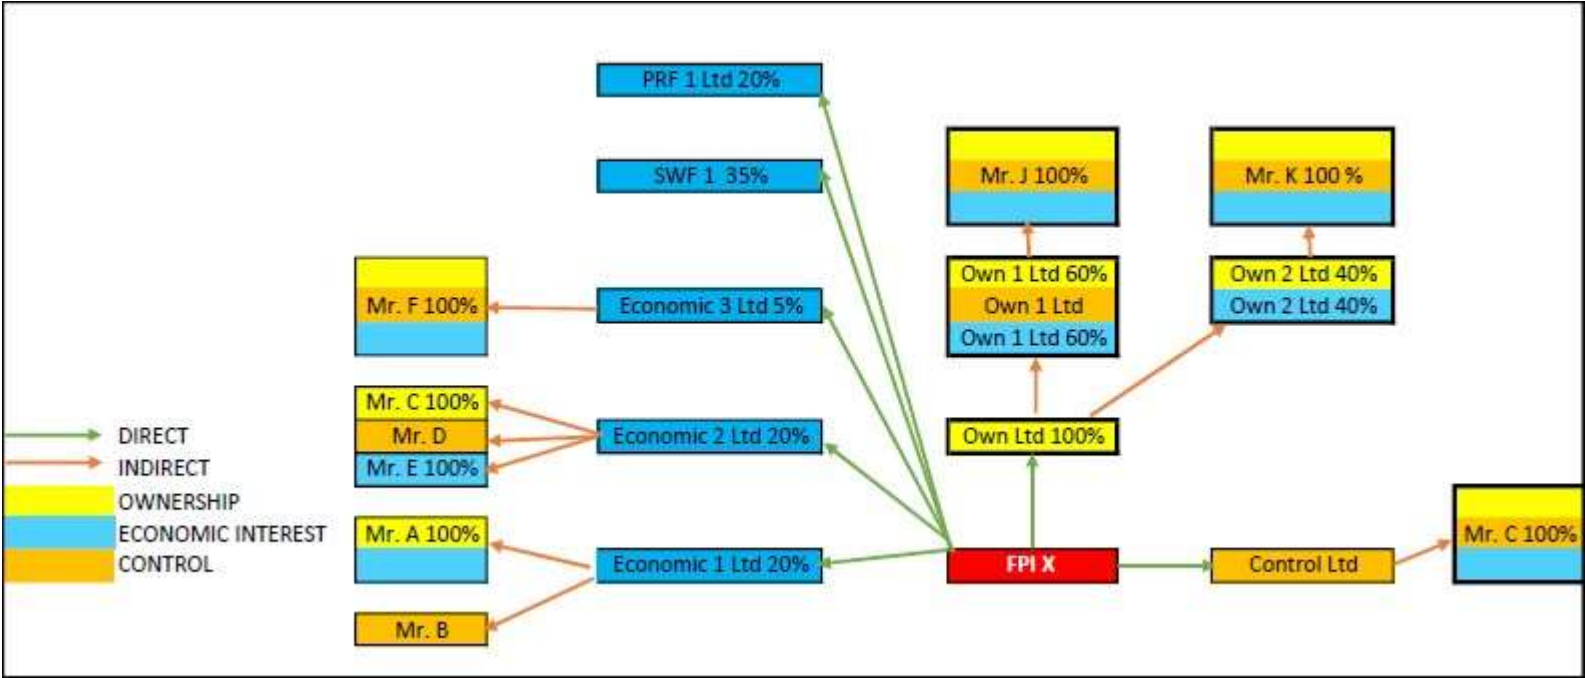 PRF 1 Ltd 20%
SWF 1 35%
Mr. J 100%
Mr. K 100 %
Own 1 Ltd 60%
Own 2 Ltd 40%
Mr. F 100%
Economic 3 Ltd 5%
Own 1 Ltd
Own 2 Ltd 40%
Own 1 Ltd 60%
Mr. C 100%
DIRECT
Mr. D
Economic 2 Ltd 20%
Own Ltd 100%
INDIRECT
Mr. E 100%
OWNERSHIP
ECONOMIC INTEREST
Mr. A 100%
Mr. C 100%
CONTROL
Economic 1 Ltd 20%
FPI X
Control Ltd
Mr. B